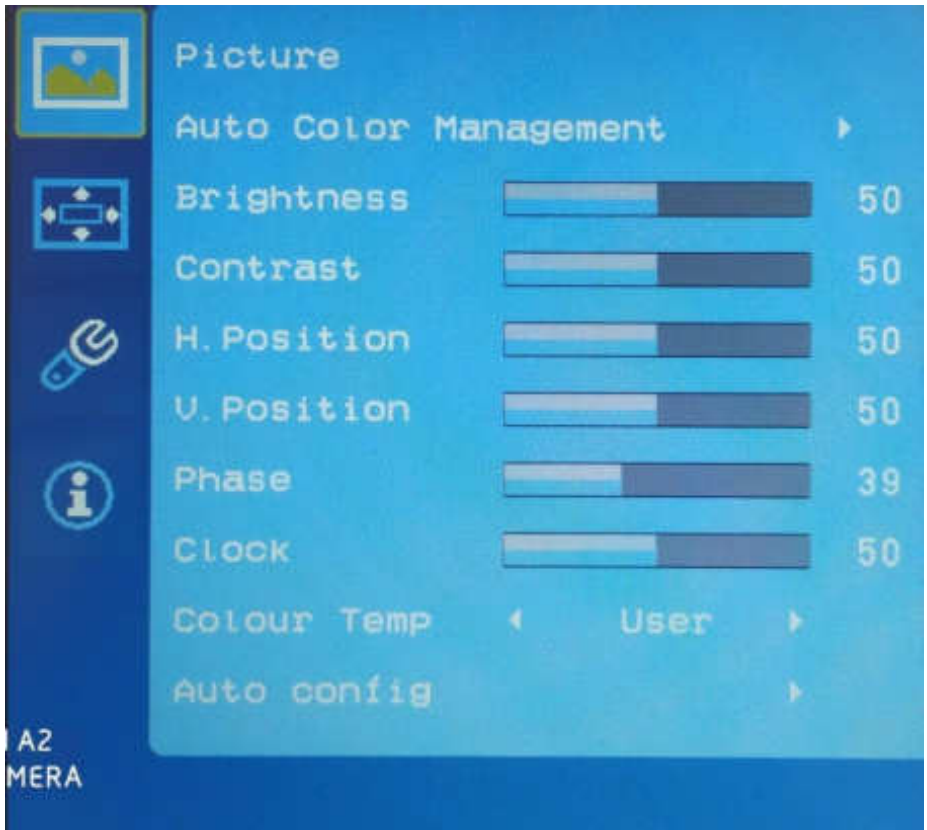 Picture
Auto Color Management
Brightness 50
Contrast 50
H.Position 50
V.Position 50
Phase 39
Clock 50
Colour Temp User
Auto config
A2
MERA